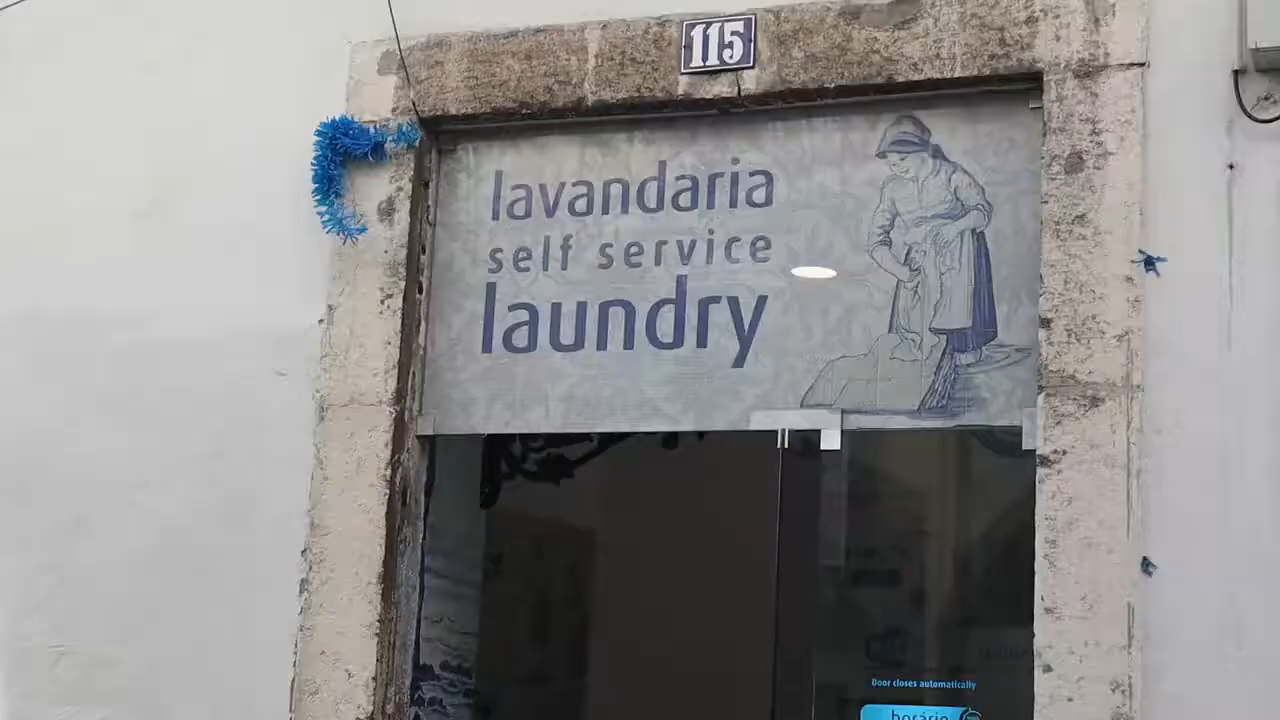 115
lavandaria
self service
laundry
Door closes automatically
horário